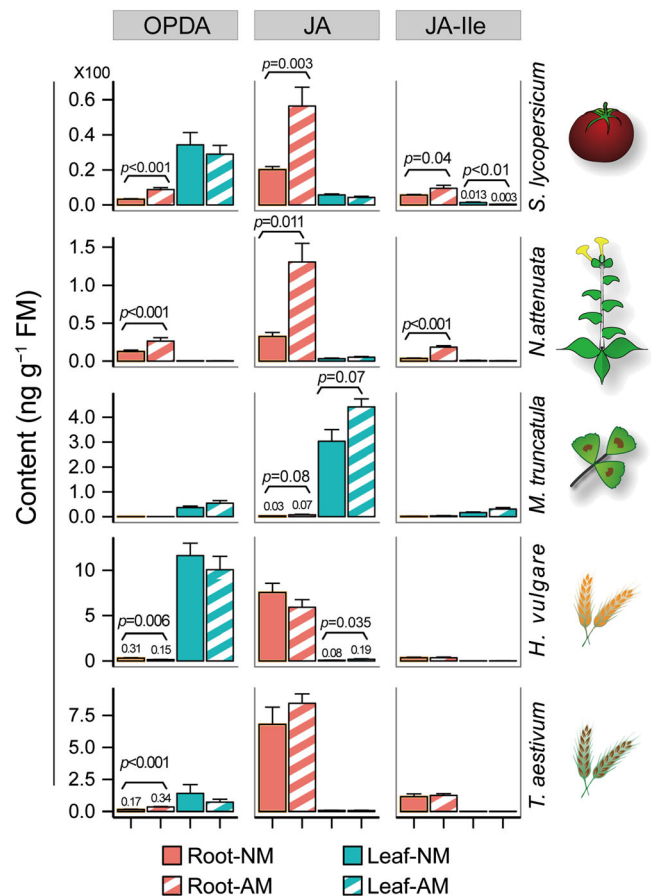 OPDA JA JA-Ile
X100
0.6
0.4
0.2
0.0
p<0.001
p=0.003
p=0.04
p<0.01
0.013 0.003
S. lycopersicum
1.5
1.0
0.5
0.0
p<0.001
p=0.011
p<0.001
N.attenuata
Content (ng g⁻¹ FM)
4.0
3.0
2.0
1.0
0.0
p=0.07
p=0.08
0.03 0.07
M. truncatula
10
5
0
p=0.006
0.31 0.15
p=0.035
0.08 0.19
H. vulgare
7.5
5.0
2.5
0.0
p<0.001
0.17 0.34
T. aestivum
Root-NM Leaf-NM
Root-AM Leaf-AM